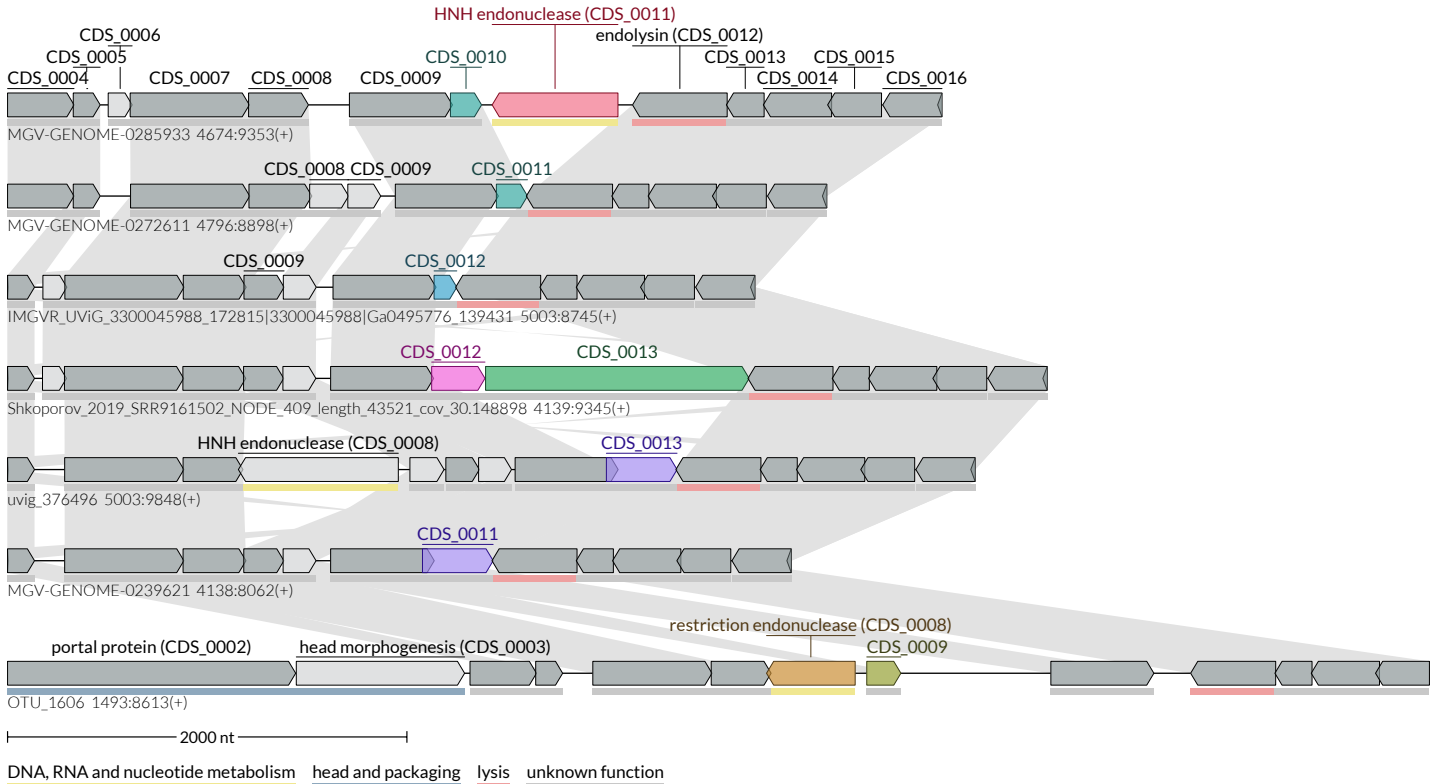 HNH endonuclease (CDS_0011)
CDS_0006 endolysin (CDS_0012)
CDS_0005 CDS_0010 CDS_0013 CDS_0015
CDS_0004 CDS_0007 CDS_0008 CDS_0009 CDS_0014 CDS_0016
MGV-GENOME-0285933 4674:9353(+)
CDS_0008 CDS_0009 CDS_0011
MGV-GENOME-0272611 4796:8898(+)
CDS_0009 CDS_0012
IMGVR_UViG_3300045988_172815|3300045988|Ga0495776_139431 5003:8745(+)
CDS_0012 CDS_0013
Shkoporov_2019_SRR9161502_NODE_409_length_43521_cov_30.148898 4139:9345(+)
HNH endonuclease (CDS_0008) CDS_0013
uvig_376496 5003:9848(+)
CDS_0011
MGV-GENOME-0239621 4138:8062(+)
restriction endonuclease (CDS_0008)
portal protein (CDS_0002) head morphogenesis (CDS_0003) CDS_0009
OTU_1606 1493:8613(+)
2000 nt
DNA, RNA and nucleotide metabolism head and packaging lysis unknown function